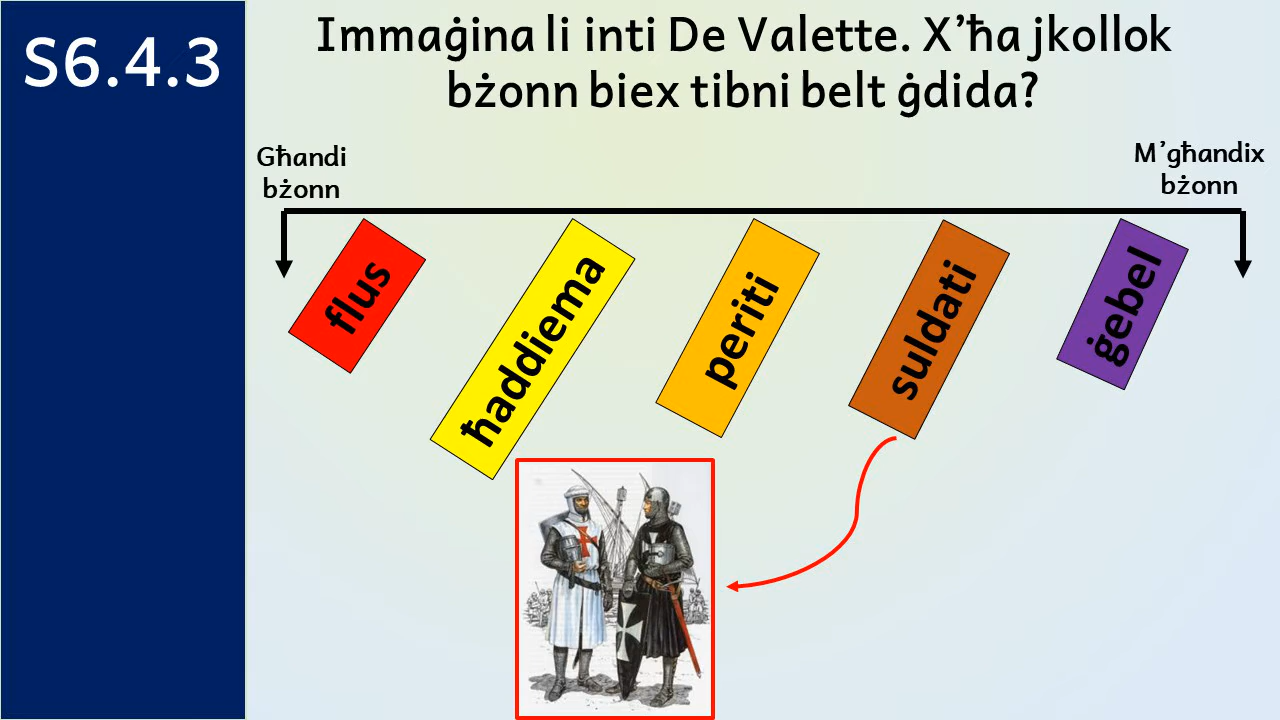 S6.4.3
Immaġina li inti De Valette. X’ħa jkollok
bżonn biex tibni belt ġdida?
Għandi
bżonn
M’għandix
bżonn
flus
ħaddiema
periti
suldati
ġebel